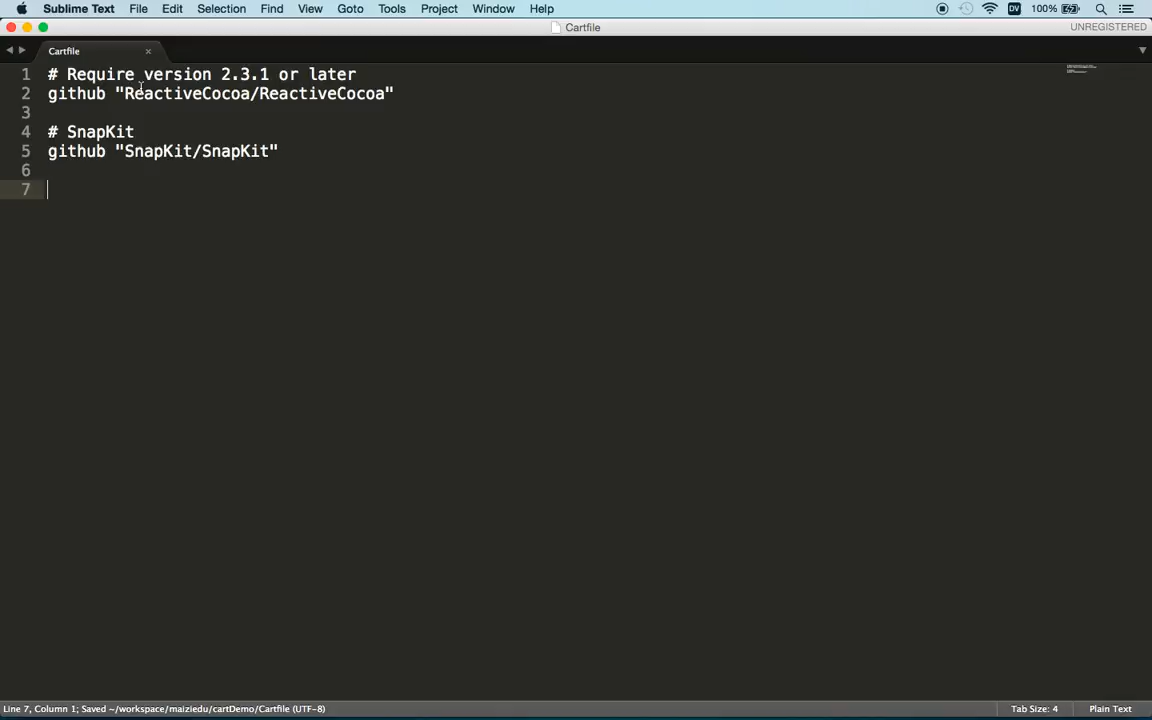 Sublime Text File Edit Selection Find View Goto Tools Project Window Help DV 100%
Cartfile UNREGISTERED
Cartfile ×
1 # Require version 2.3.1 or later
2 github "ReactiveCocoa/ReactiveCocoa"
3
4 # SnapKit
5 github "SnapKit/SnapKit"
6
7
Line 7, Column 1; Saved ~/workspace/maiziedu/cartDemo/Cartfile (UTF-8) Tab Size: 4 Plain Text